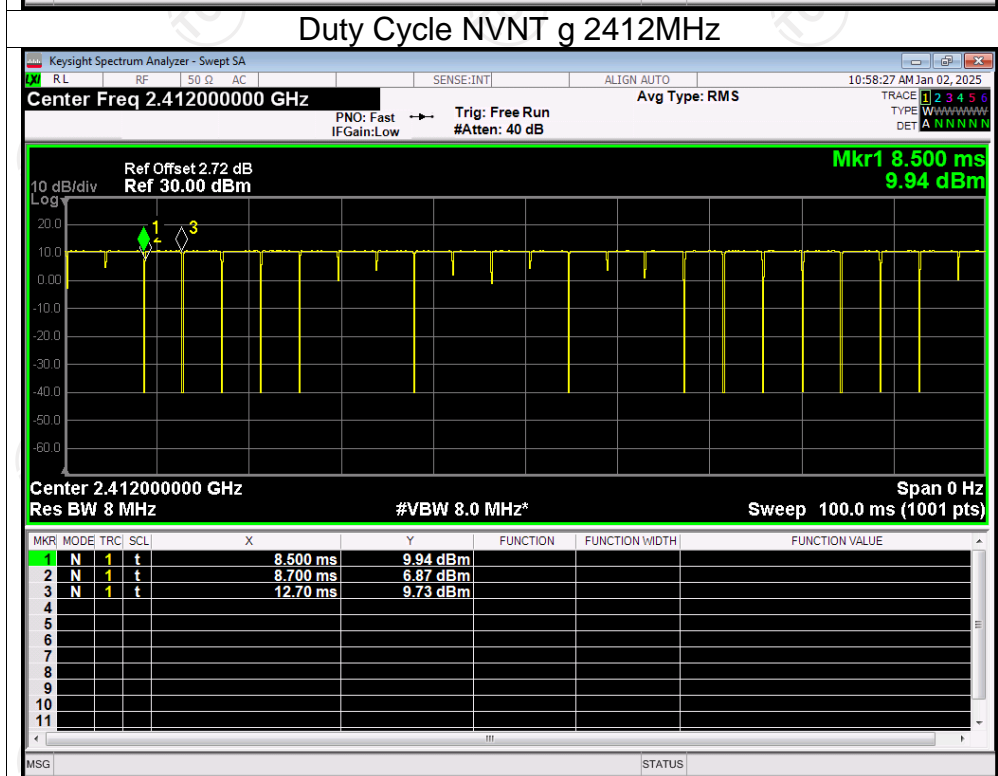 Duty Cycle NVNT g 2412MHz
Keysight Spectrum Analyzer - Swept SA
LXI RL RF 50 Ω AC SENSE:INT ALIGN AUTO 10:58:27 AM Jan 02, 2025
Center Freq 2.412000000 GHz Avg Type: RMS TRACE 1 2 3 4 5 6
PNO: Fast Trig: Free Run TYPE WWWWWW
IFGain:Low #Atten: 40 dB DET A N N N N N
Mkr1 8.500 ms
9.94 dBm
Ref Offset 2.72 dB
10 dB/div Ref 30.00 dBm
Log
1 2 3
20.0
10.0
0.00
-10.0
-20.0
-30.0
-40.0
-50.0
-60.0
Center 2.412000000 GHz Span 0 Hz
Res BW 8 MHz #VBW 8.0 MHz* Sweep 100.0 ms (1001 pts)
MKR MODE TRC SCL X Y FUNCTION FUNCTION WIDTH FUNCTION VALUE
1 N 1 t 8.500 ms 9.94 dBm
2 N 1 t 8.700 ms 6.87 dBm
3 N 1 t 12.70 ms 9.73 dBm
4
5
6
7
8
9
10
11
MSG STATUS